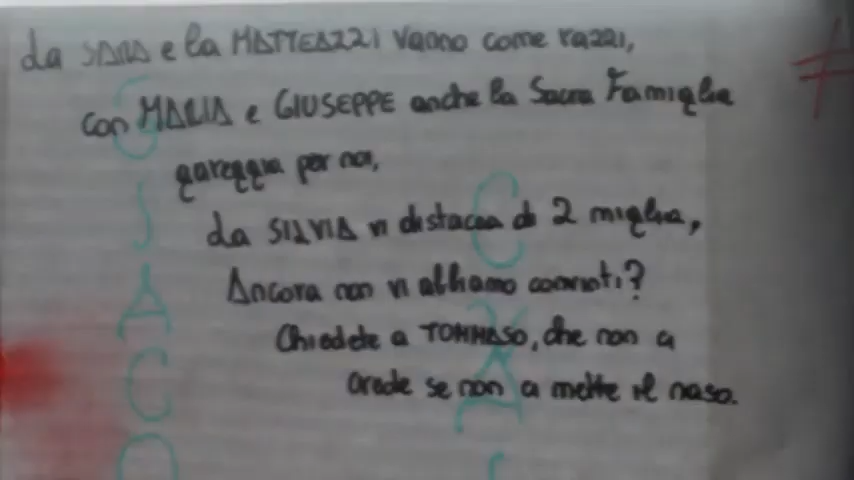 da SARA e la MATTEAZZI vanno come razzi,
con MARIA e GIUSEPPE anche la Sacra Famiglia
gareggia per noi,
da SILVIA vi distacca di 2 miglia,
Ancora non vi abbiamo convinti?
Chiedete a TOMMASO, che non ci
crede se non ci mette il naso.